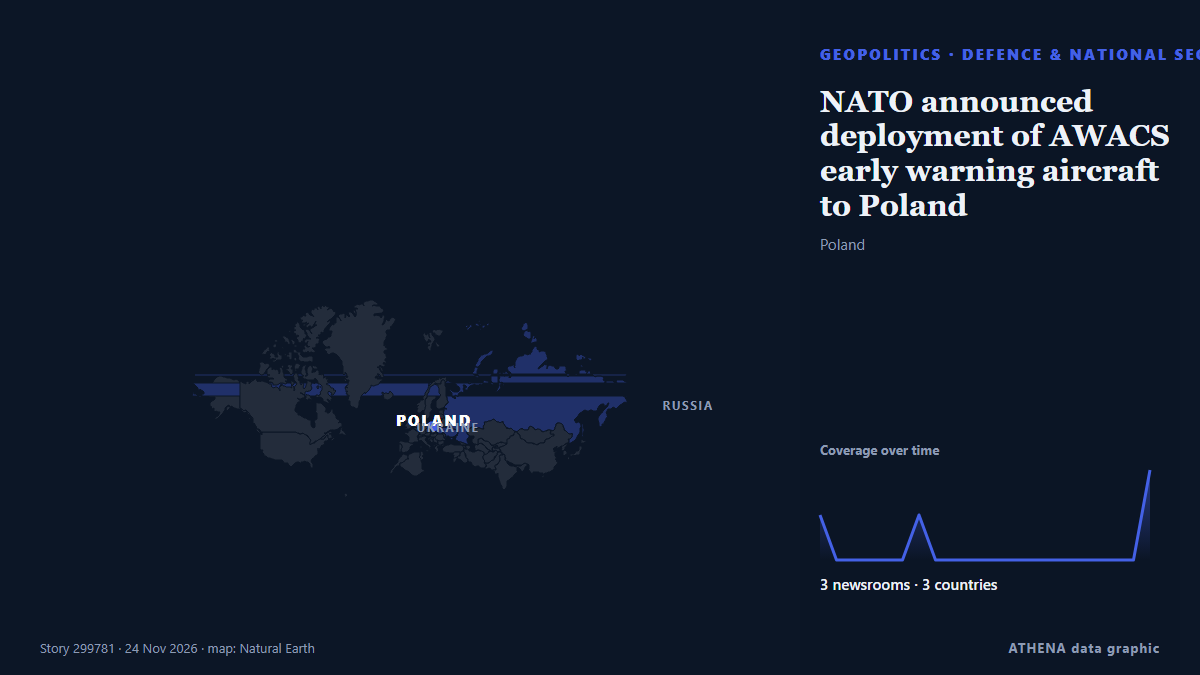 GEOPOLITICS · DEFENCE & NATIONAL
NATO announced
deployment of AWACS
early warning aircraft
to Poland
Poland
RUSSIA
POLAND
UKRAINE
Coverage over time
3 newsrooms · 3 countries
Story 299781 · 24 Nov 2026 · map: Natural Earth
ATHENA data graphic